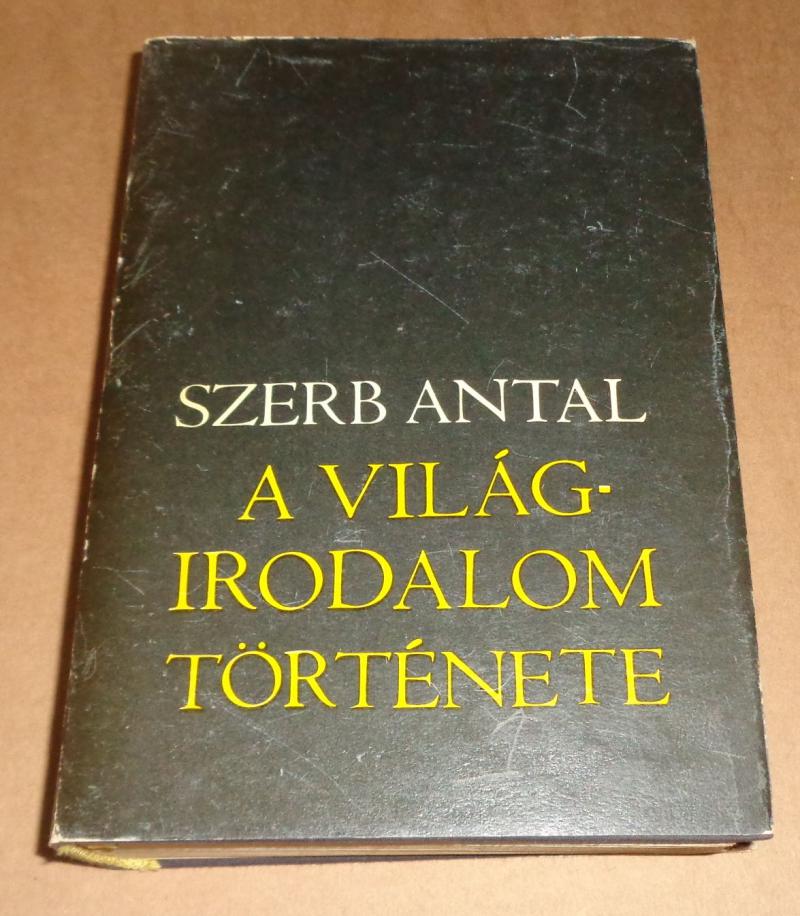 SZERB ANTAL
A VILÁG-
IRODALOM
TÖRTÉNETE